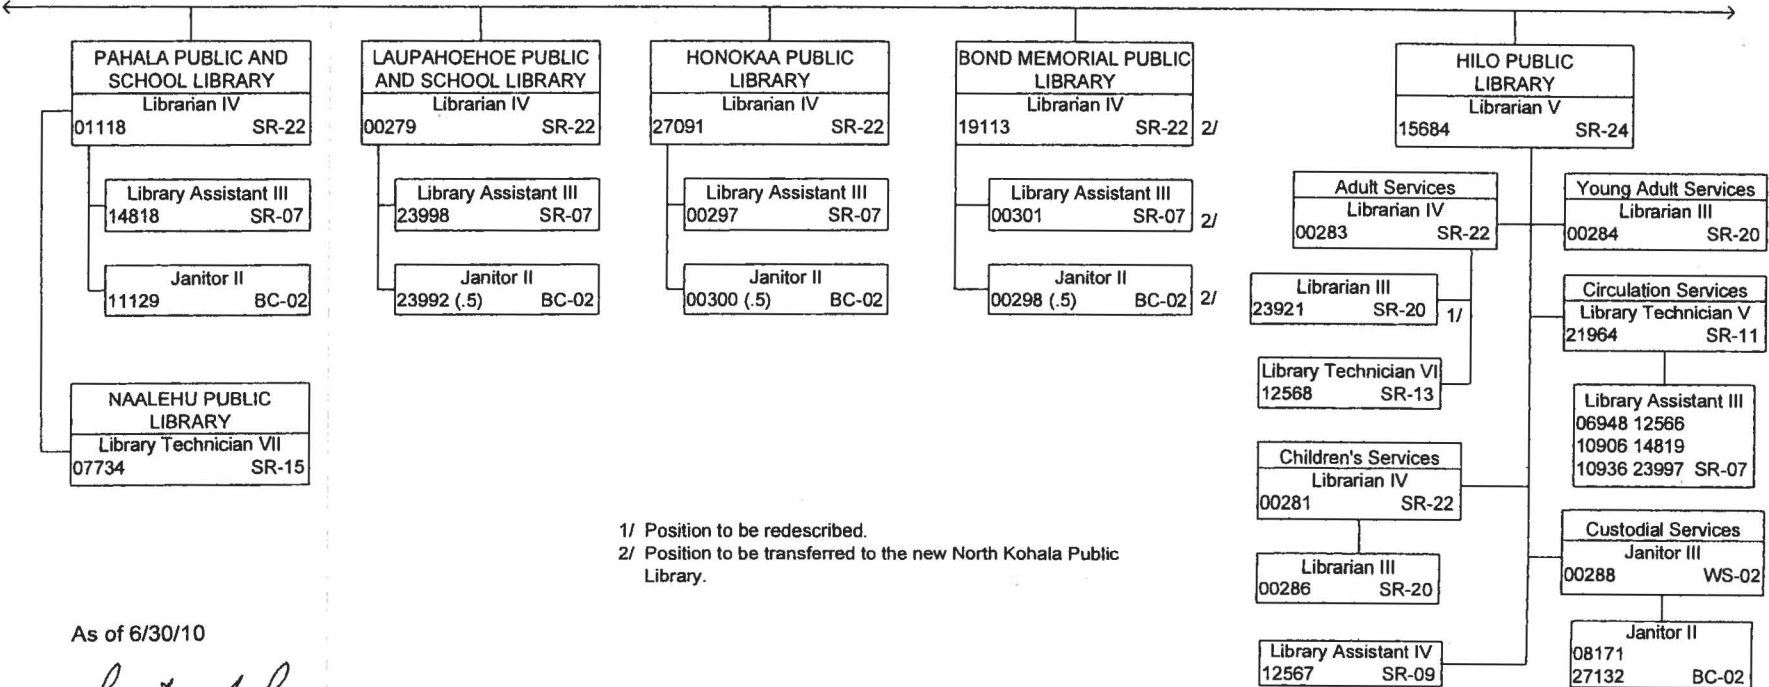 PAHALA PUBLIC AND
SCHOOL LIBRARY
Librarian IV
01118 SR-22
Library Assistant III
14818 SR-07
Janitor II
11129 BC-02
NAALEHU PUBLIC
LIBRARY
Library Technician VII
07734 SR-15
LAUPAHOEHOE PUBLIC
AND SCHOOL LIBRARY
Librarian IV
00279 SR-22
Library Assistant III
23998 SR-07
Janitor II
23992 (.5) BC-02
HONOKAA PUBLIC
LIBRARY
Librarian IV
27091 SR-22
Library Assistant III
00297 SR-07
Janitor II
00300 (.5) BC-02
BOND MEMORIAL PUBLIC
LIBRARY
Librarian IV
19113 SR-22 2/
Library Assistant III
00301 SR-07 2/
Janitor II
00298 (.5) BC-02 2/
HILO PUBLIC
LIBRARY
Librarian V
15684 SR-24
Adult Services
Librarian IV
00283 SR-22
Librarian III
23921 SR-20 1/
Library Technician VI
12568 SR-13
Children's Services
Librarian IV
00281 SR-22
Librarian III
00286 SR-20
Library Assistant IV
12567 SR-09
Young Adult Services
Librarian III
00284 SR-20
Circulation Services
Library Technician V
21964 SR-11
Library Assistant III
06948 12566
10906 14819
10936 23997 SR-07
Custodial Services
Janitor III
00288 WS-02
Janitor II
08171
27132 BC-02
1/ Position to be redescribed.
2/ Position to be transferred to the new North Kohala Public
Library.
As of 6/30/10